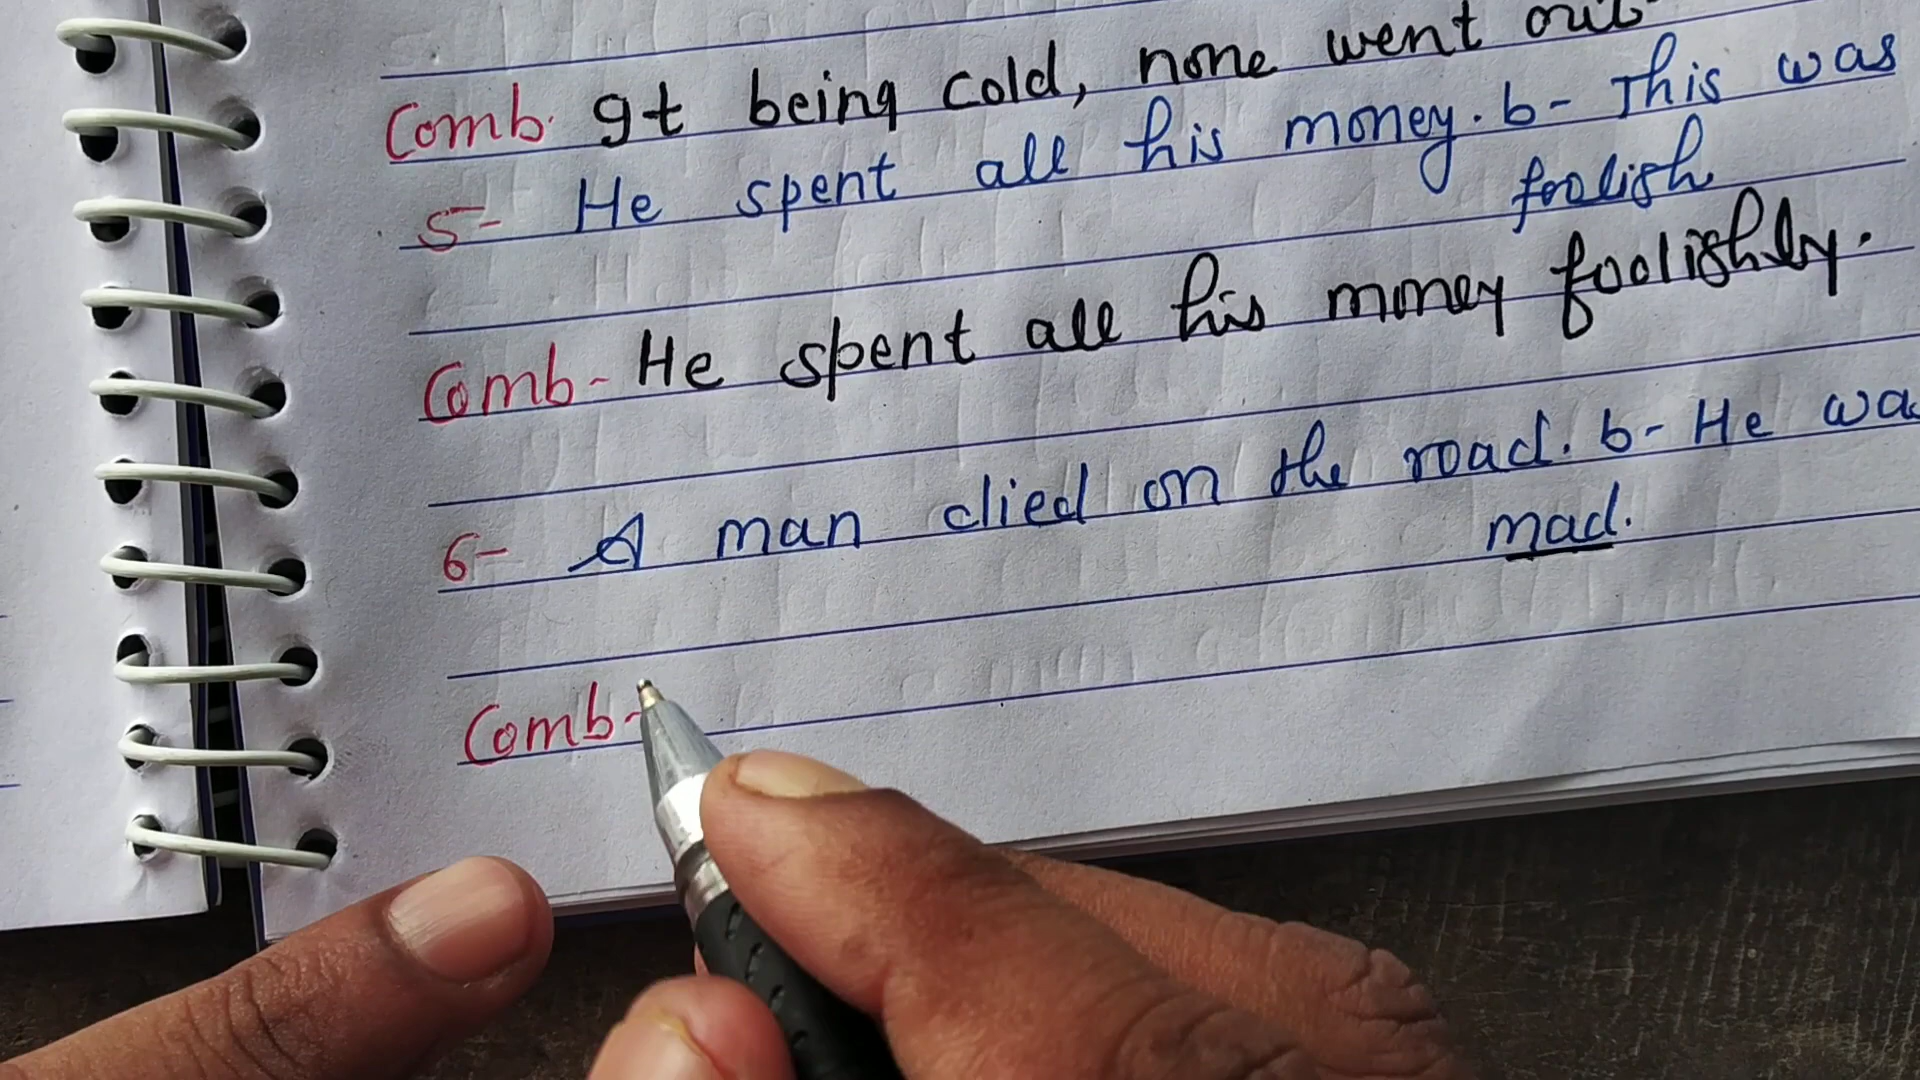 Comb. It being cold, none went out
5- He spent all his money. b- This was
foolish
Comb- He spent all his money foolishly.
6- A man died on the road. b- He wa
mad.
Comb-